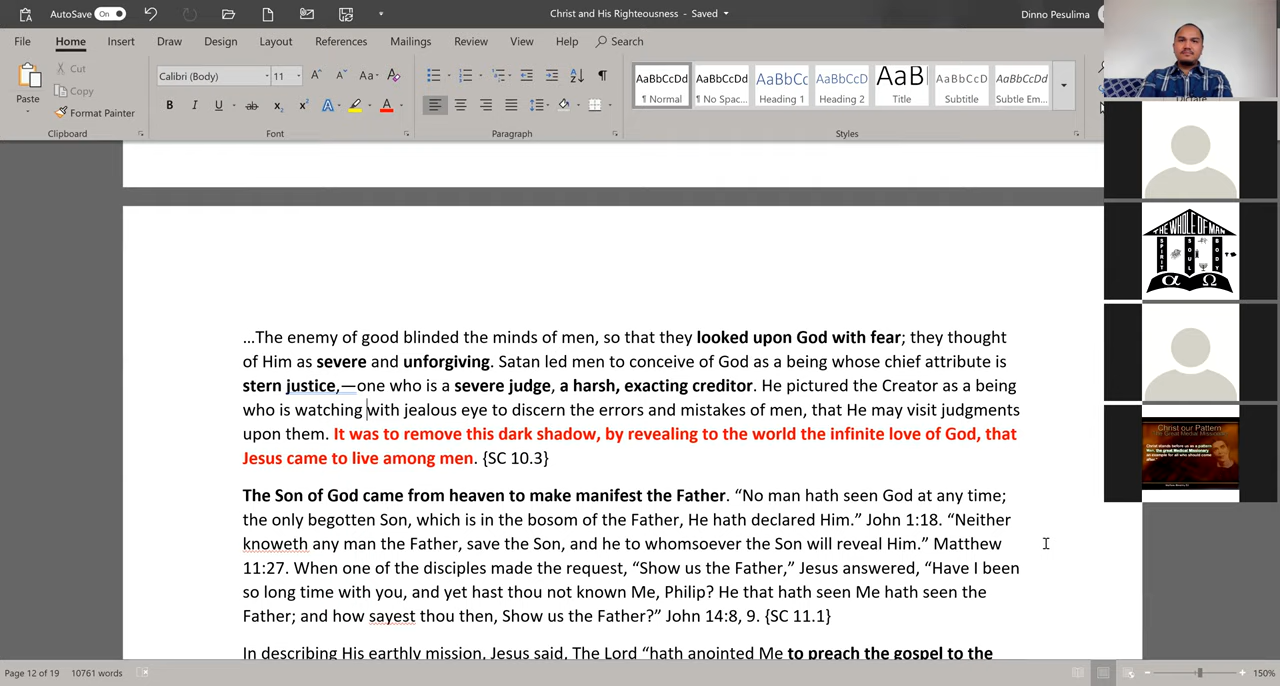 AutoSave On
Christ and His Righteousness - Saved
Dinno Pesulima
File Home Insert Draw Design Layout References Mailings Review View Help Search
Paste
Cut
Copy
Format Painter
Calibri (Body) 11
AaBbCcDd AaBbCcDd AaBbCc AaBbCcD AaB AaBbCcD AaBbCcDd
¶ Normal ¶ No Spac... Heading 1 Heading 2 Title Subtitle Subtle Em...
Dictate
Clipboard Font Paragraph Styles
…The enemy of good blinded the minds of men, so that they looked upon God with fear; they thought
of Him as severe and unforgiving. Satan led men to conceive of God as a being whose chief attribute is
stern justice,—one who is a severe judge, a harsh, exacting creditor. He pictured the Creator as a being
who is watching with jealous eye to discern the errors and mistakes of men, that He may visit judgments
upon them. It was to remove this dark shadow, by revealing to the world the infinite love of God, that
Jesus came to live among men. {SC 10.3}
The Son of God came from heaven to make manifest the Father. “No man hath seen God at any time;
the only begotten Son, which is in the bosom of the Father, He hath declared Him.” John 1:18. “Neither
knoweth any man the Father, save the Son, and he to whomsoever the Son will reveal Him.” Matthew
11:27. When one of the disciples made the request, “Show us the Father,” Jesus answered, “Have I been
so long time with you, and yet hast thou not known Me, Philip? He that hath seen Me hath seen the
Father; and how sayest thou then, Show us the Father?” John 14:8, 9. {SC 11.1}
In describing His earthly mission, Jesus said, The Lord “hath anointed Me to preach the gospel to the
THE WHOLE OF MAN
SPIRIT SOUL BODY
α Ω
Christ our Pattern
Page 12 of 19 10761 words
150%